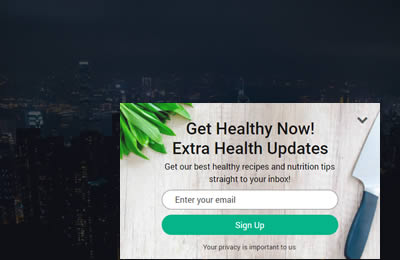 Get Healthy Now!
Extra Health Updates
Get our best healthy recipes and nutrition tips
straight to your inbox!
Enter your email
Sign Up
Your privacy is important to us